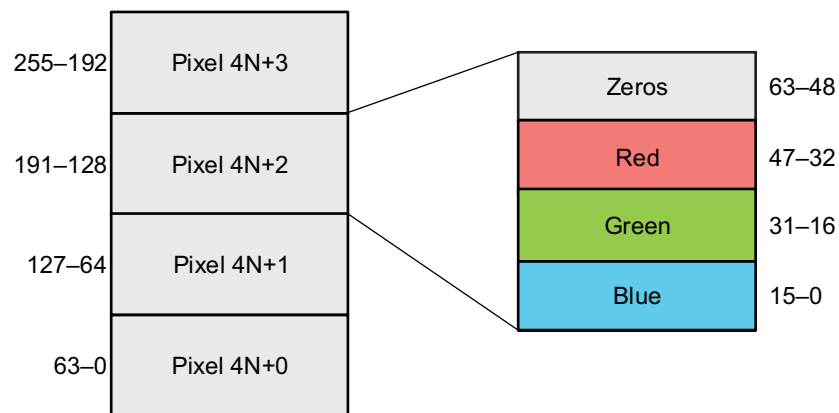 255–192 Pixel 4N+3
191–128 Pixel 4N+2
127–64 Pixel 4N+1
63–0 Pixel 4N+0
Zeros 63–48
Red 47–32
Green 31–16
Blue 15–0